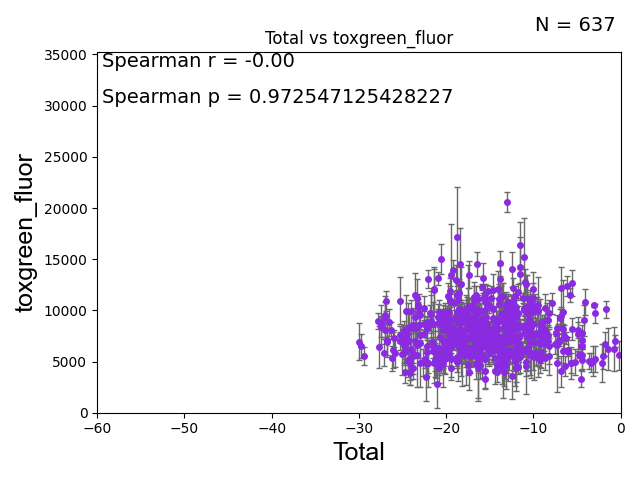 N = 637
Total vs toxgreen_fluor
Spearman r = -0.00
Spearman p = 0.972547125428227
35000
30000
25000
20000
15000
10000
5000
0
toxgreen_fluor
−60
−50
−40
−30
−20
−10
0
Total